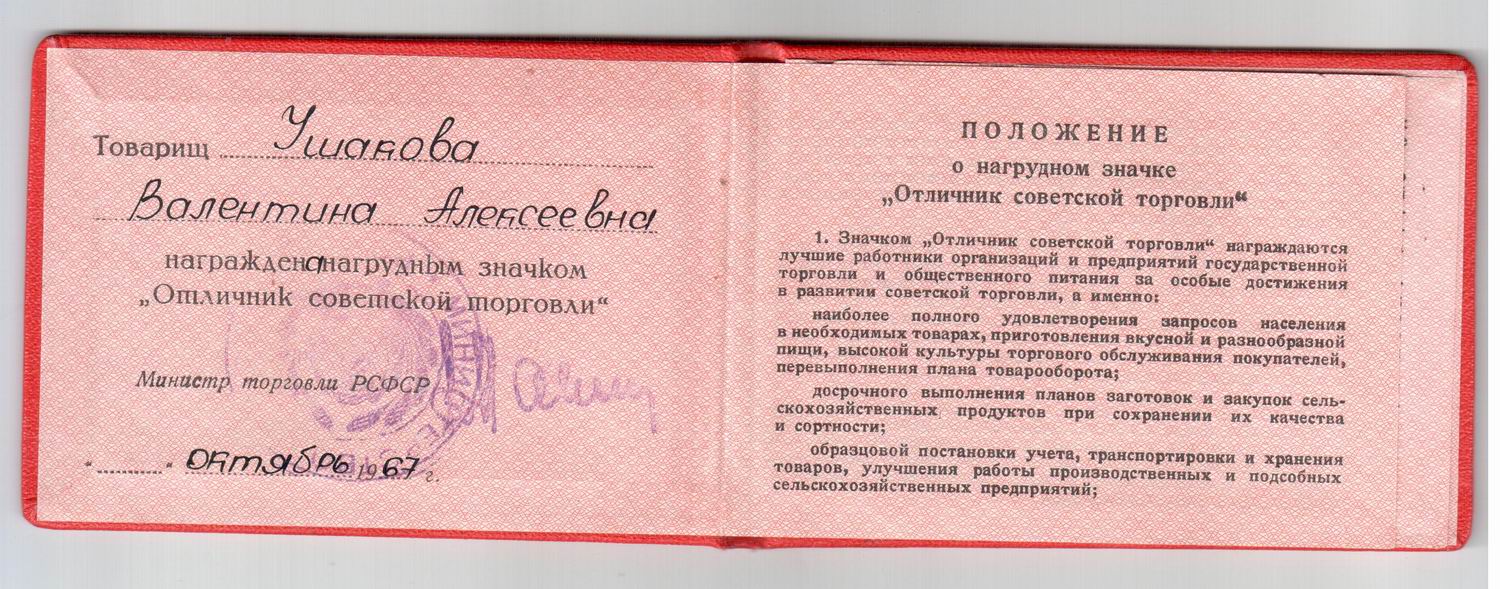 Товарищ Ушакова
Валентина Алексеевна
награждена нагрудным значком
„Отличник советской торговли“
Министр торговли РСФСР
октябрь 1967 г.
МИНИСТЕ
ПОЛОЖЕНИЕ
о нагрудном значке
„Отличник советской торговли“
1. Значком „Отличник советской торговли“ награждаются
лучшие работники организаций и предприятий государственной
торговли и общественного питания за особые достижения
в развитии советской торговли, а именно:
наиболее полного удовлетворения запросов населения
в необходимых товарах, приготовления вкусной и разнообразной
пищи, высокой культуры торгового обслуживания покупателей,
перевыполнения плана товарооборота;
досрочного выполнения планов заготовок и закупок сель-
скохозяйственных продуктов при сохранении их качества
и сортности;
образцовой постановки учета, транспортировки и хранения
товаров, улучшения работы производственных и подсобных
сельскохозяйственных предприятий;